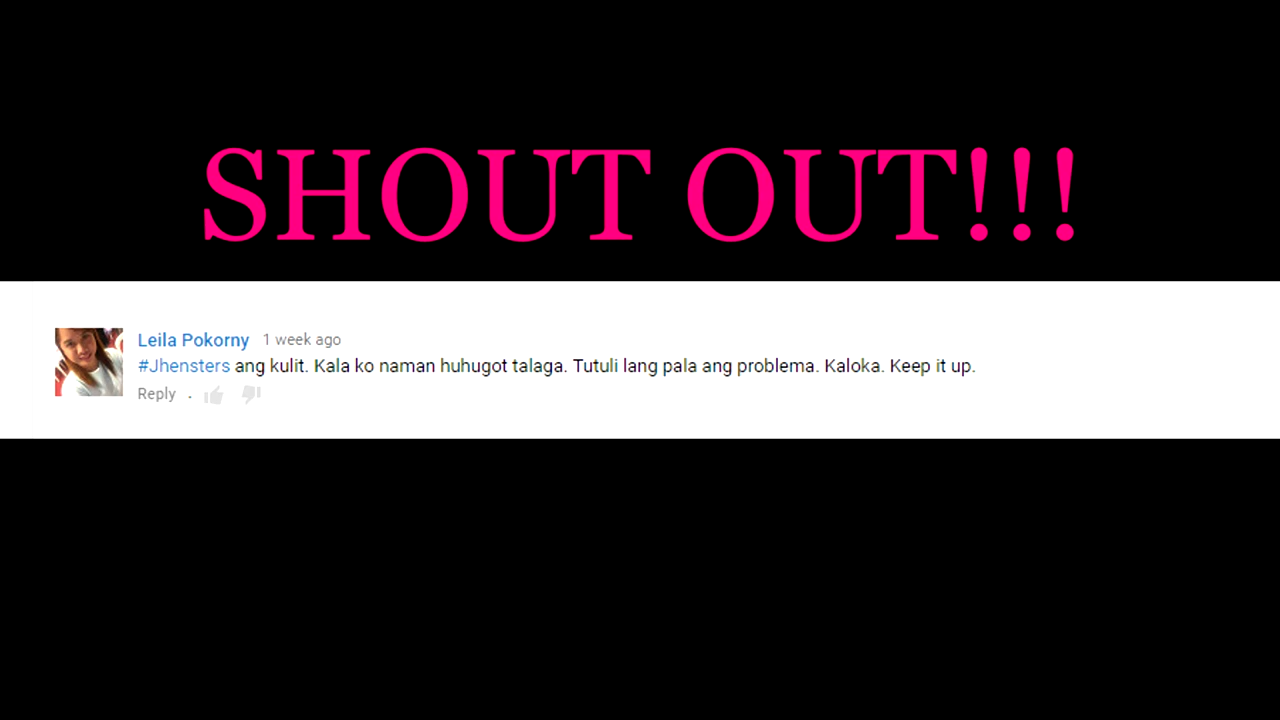 SHOUT OUT!!!
Leila Pokorny 1 week ago
#Jhensters ang kulit. Kala ko naman huhugot talaga. Tutuli lang pala ang problema. Kaloka. Keep it up.
Reply .